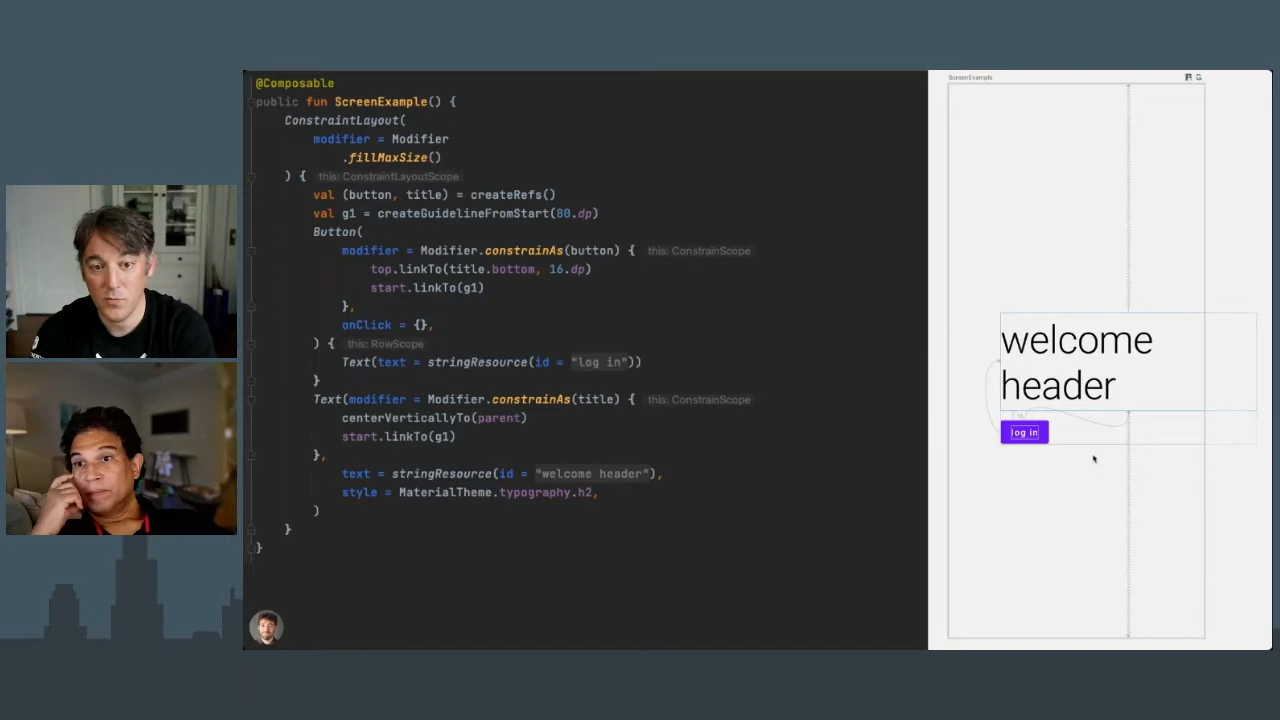 @Composable
public fun ScreenExample() {
ConstraintLayout(
modifier = Modifier
.fillMaxSize()
) { this: ConstraintLayoutScope
val (button, title) = createRefs()
val g1 = createGuidelineFromStart(80.dp)
Button(
modifier = Modifier.constrainAs(button) { this: ConstrainScope
top.linkTo(title.bottom, 16.dp)
start.linkTo(g1)
},
onClick = {},
) { this: RowScope
Text(text = stringResource(id = "log in"))
}
Text(modifier = Modifier.constrainAs(title) { this: ConstrainScope
centerVerticallyTo(parent)
start.linkTo(g1)
},
text = stringResource(id = "welcome header"),
style = MaterialTheme.typography.h2,
)
}
}
ScreenExample
welcome
header
log in